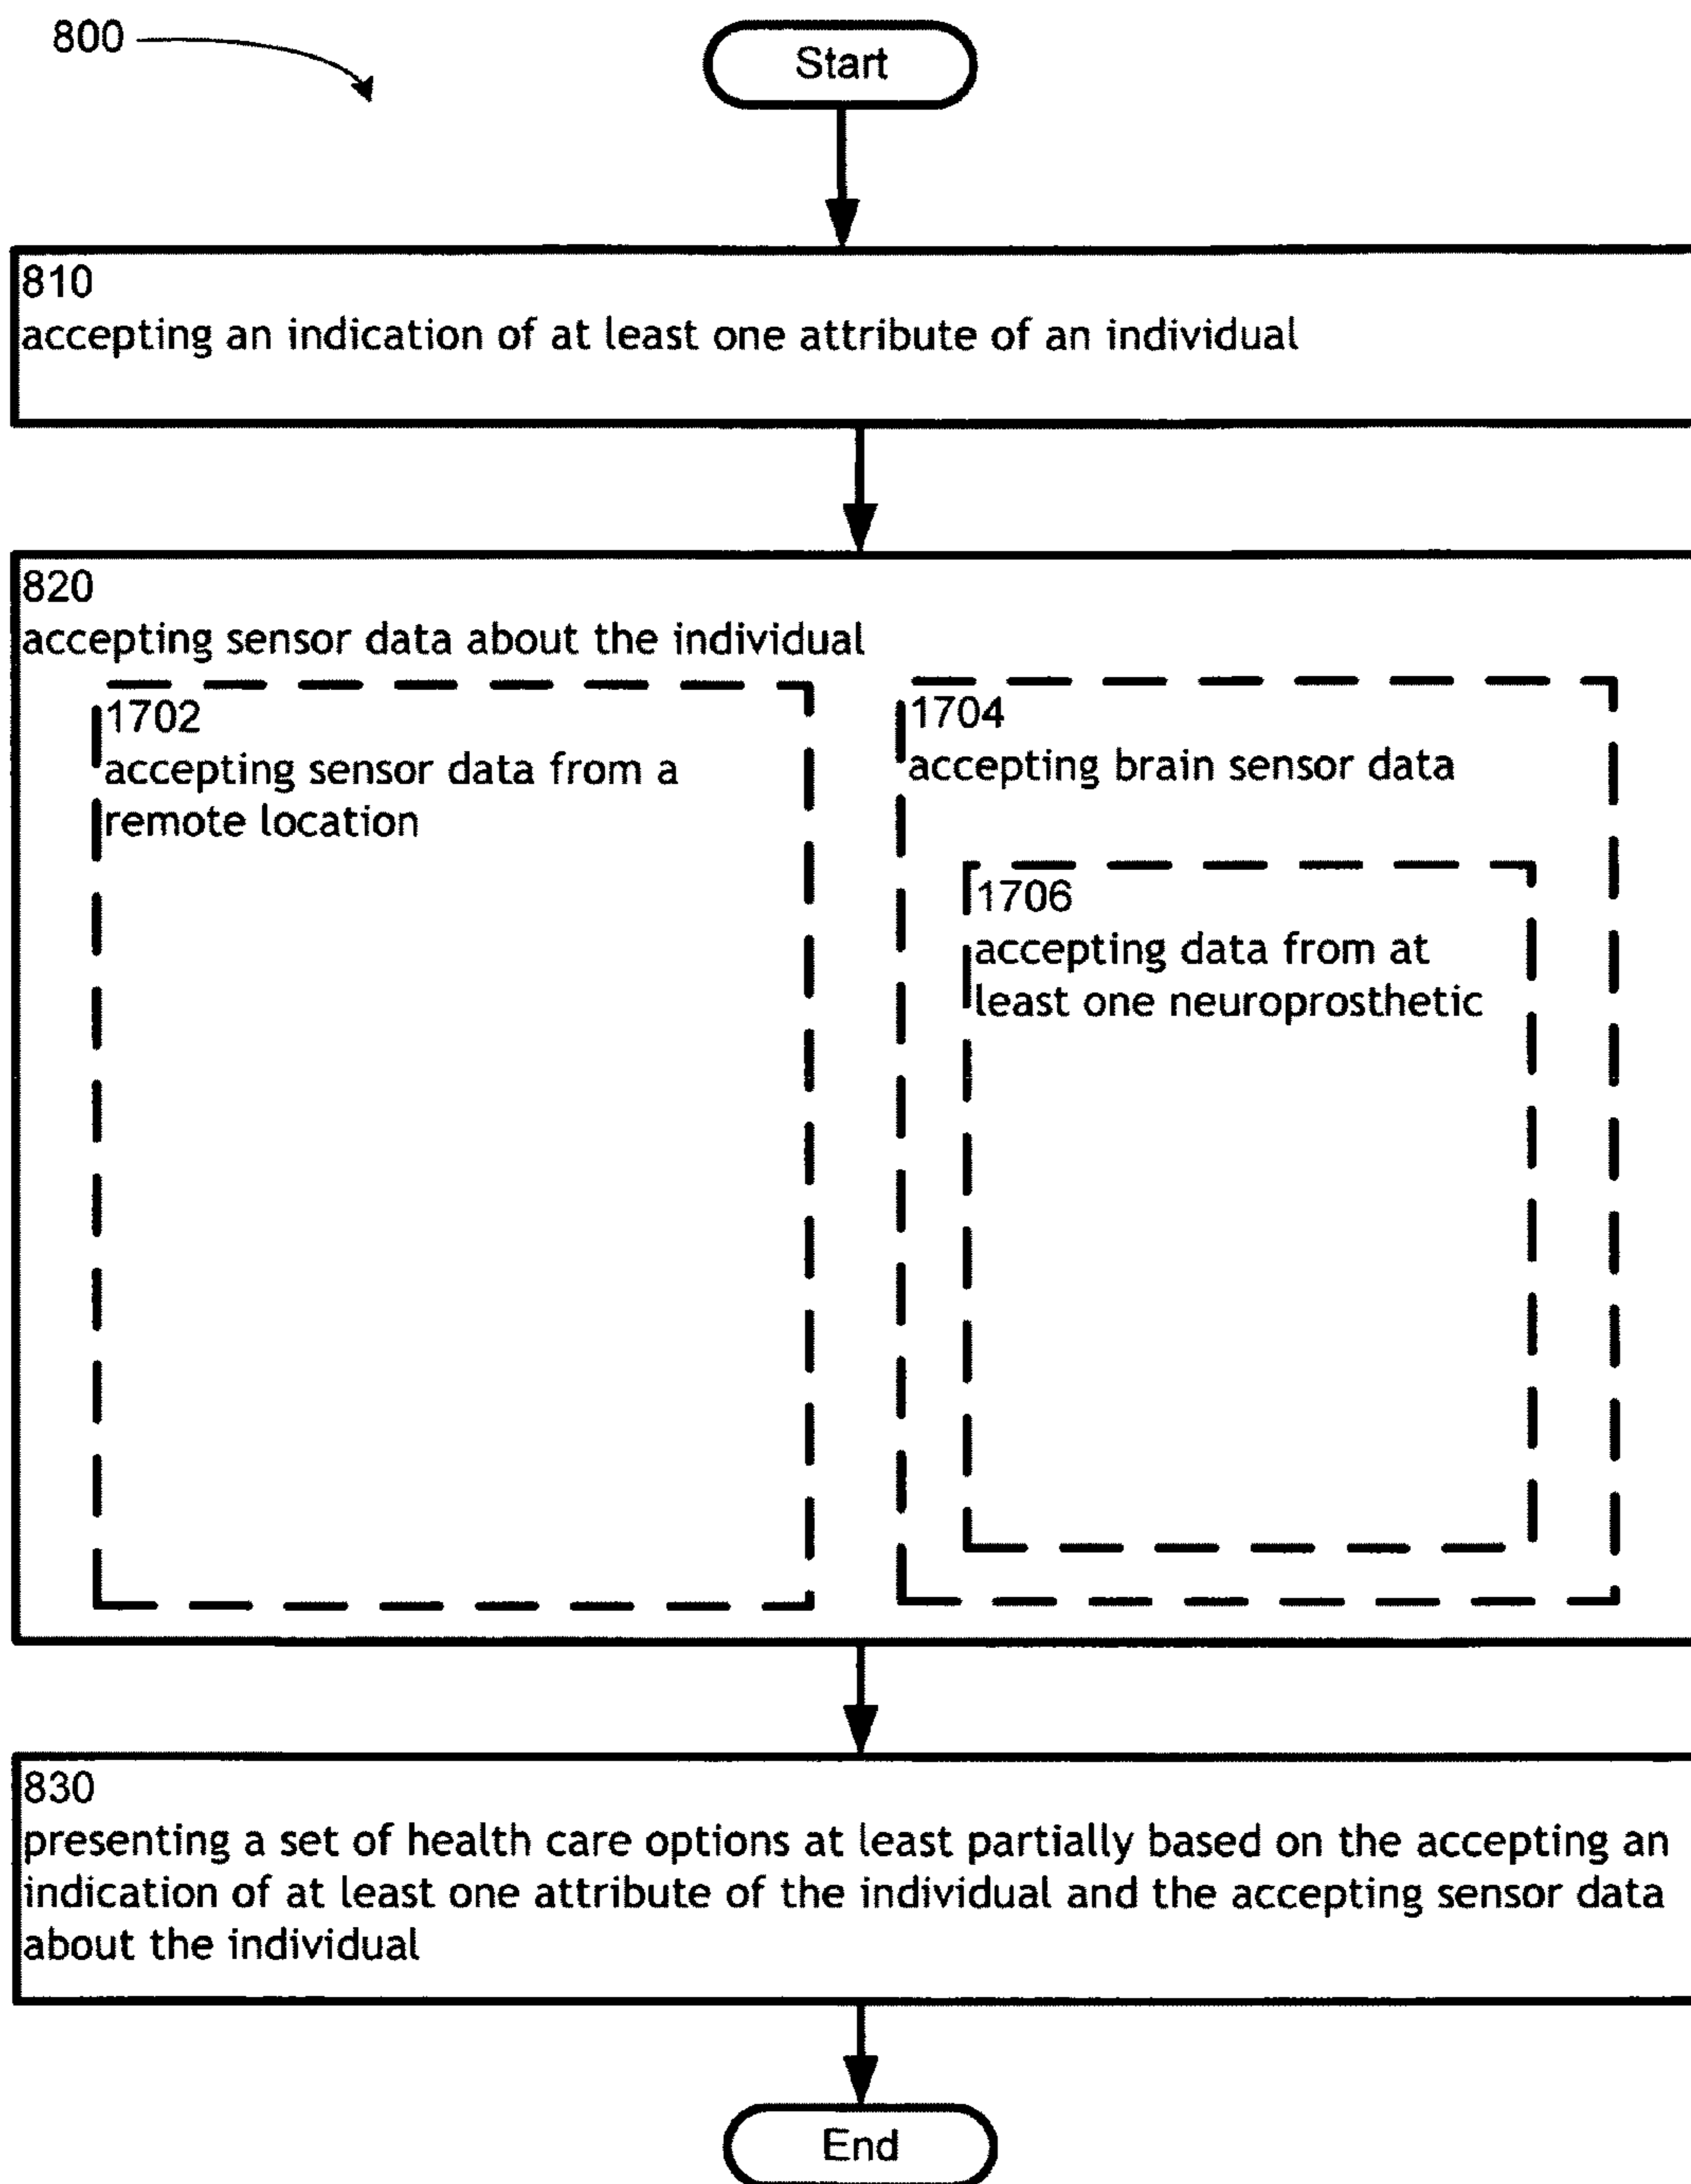 800
Start
810
accepting an indication of at least one attribute of an individual
820
accepting sensor data about the individual
1702
accepting sensor data from a
remote location
1704
accepting brain sensor data
1706
accepting data from at
least one neuroprosthetic
830
presenting a set of health care options at least partially based on the accepting an
indication of at least one attribute of the individual and the accepting sensor data
about the individual
End